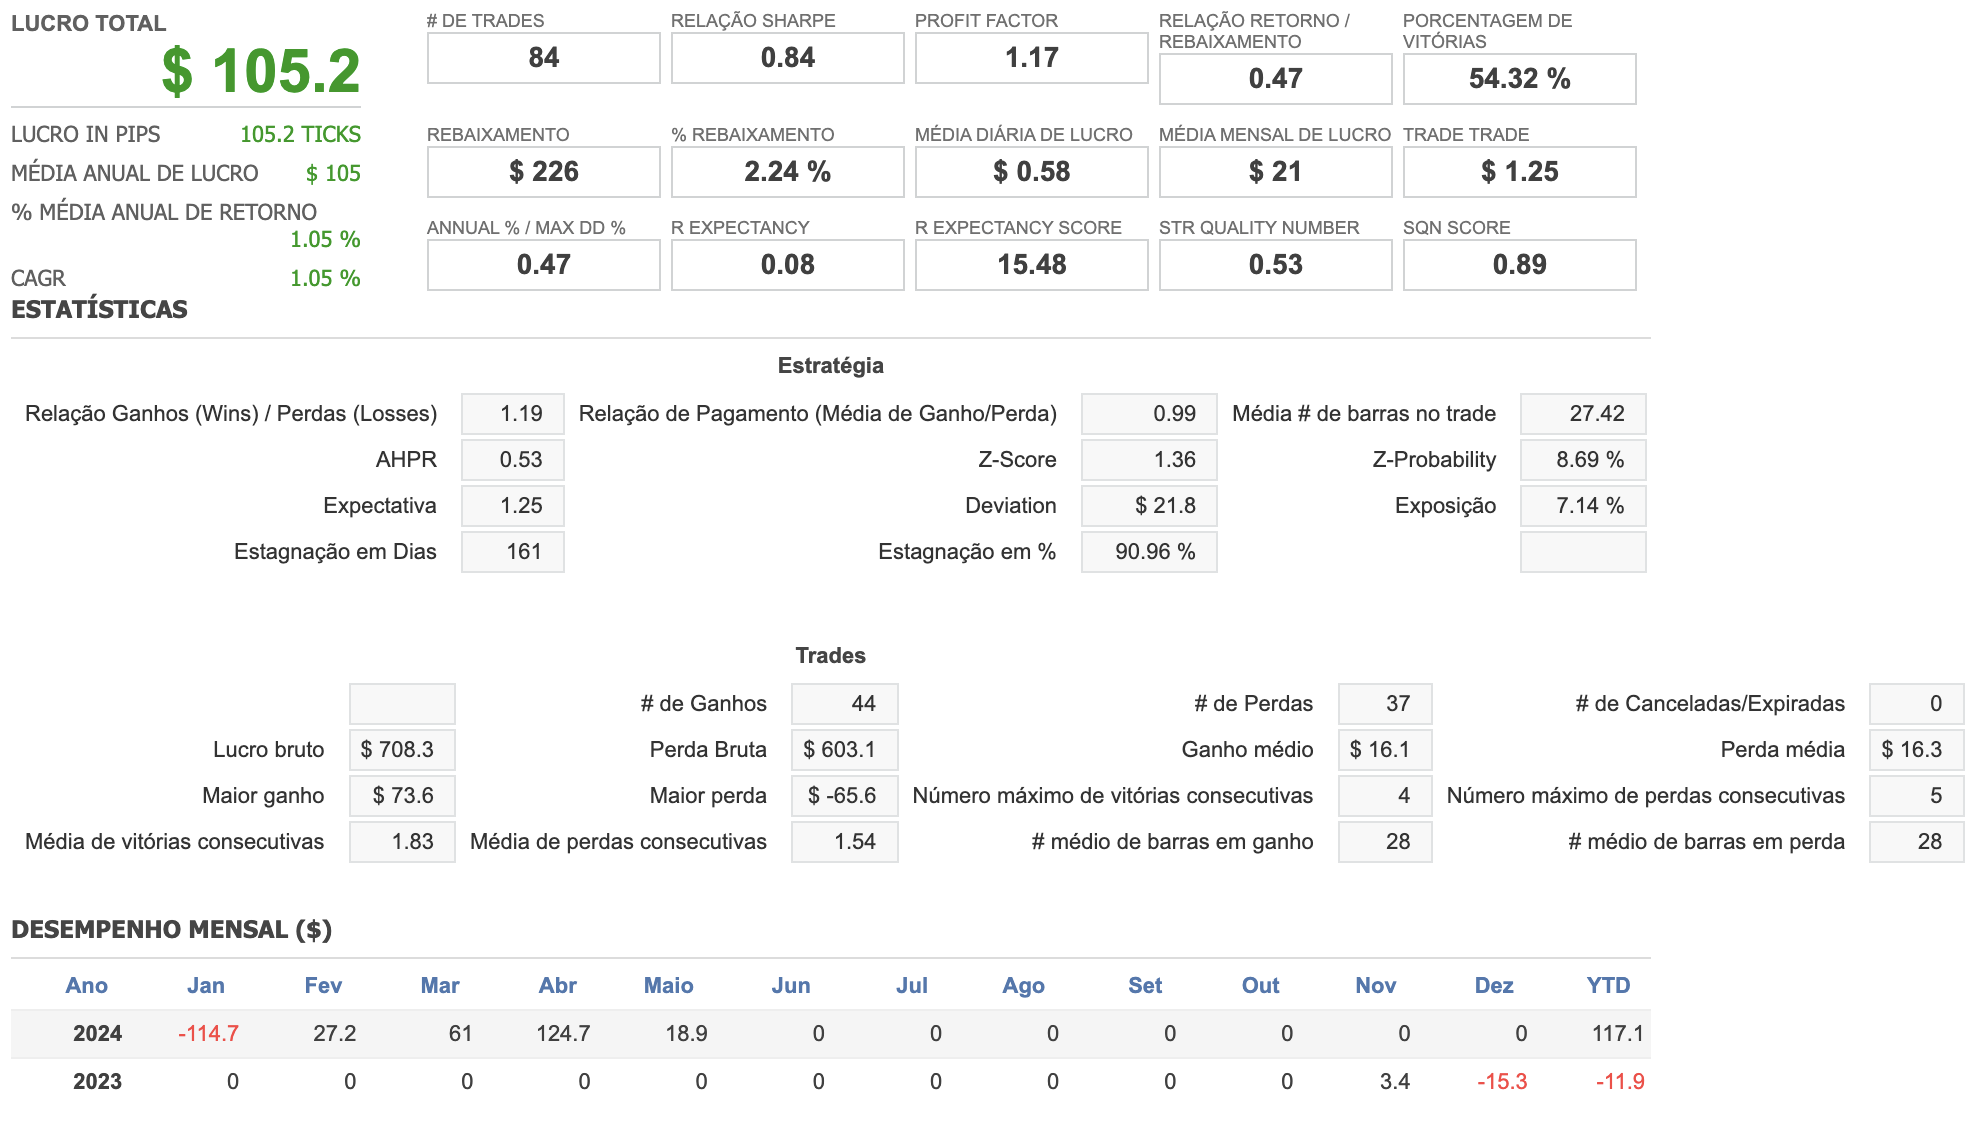 LUCRO TOTAL
$ 105.2
LUCRO IN PIPS 105.2 TICKS
MÉDIA ANUAL DE LUCRO $ 105
% MÉDIA ANUAL DE RETORNO
1.05 %
CAGR 1.05 %
# DE TRADES RELAÇÃO SHARPE PROFIT FACTOR RELAÇÃO RETORNO / REBAIXAMENTO PORCENTAGEM DE VITÓRIAS
84 0.84 1.17 0.47 54.32 %
REBAIXAMENTO % REBAIXAMENTO MÉDIA DIÁRIA DE LUCRO MÉDIA MENSAL DE LUCRO TRADE TRADE
$ 226 2.24 % $ 0.58 $ 21 $ 1.25
ANNUAL % / MAX DD % R EXPECTANCY R EXPECTANCY SCORE STR QUALITY NUMBER SQN SCORE
0.47 0.08 15.48 0.53 0.89
ESTATÍSTICAS
Estratégia
Relação Ganhos (Wins) / Perdas (Losses) 1.19 Relação de Pagamento (Média de Ganho/Perda) 0.99 Média # de barras no trade 27.42
AHPR 0.53 Z-Score 1.36 Z-Probability 8.69 %
Expectativa 1.25 Deviation $ 21.8 Exposição 7.14 %
Estagnação em Dias 161 Estagnação em % 90.96 %
Trades
# de Ganhos 44 # de Perdas 37 # de Canceladas/Expiradas 0
Lucro bruto $ 708.3 Perda Bruta $ 603.1 Ganho médio $ 16.1 Perda média $ 16.3
Maior ganho $ 73.6 Maior perda $ -65.6 Número máximo de vitórias consecutivas 4 Número máximo de perdas consecutivas 5
Média de vitórias consecutivas 1.83 Média de perdas consecutivas 1.54 # médio de barras em ganho 28 # médio de barras em perda 28
DESEMPENHO MENSAL ($)
Ano Jan Fev Mar Abr Maio Jun Jul Ago Set Out Nov Dez YTD
2024 -114.7 27.2 61 124.7 18.9 0 0 0 0 0 0 0 117.1
2023 0 0 0 0 0 0 0 0 0 0 3.4 -15.3 -11.9